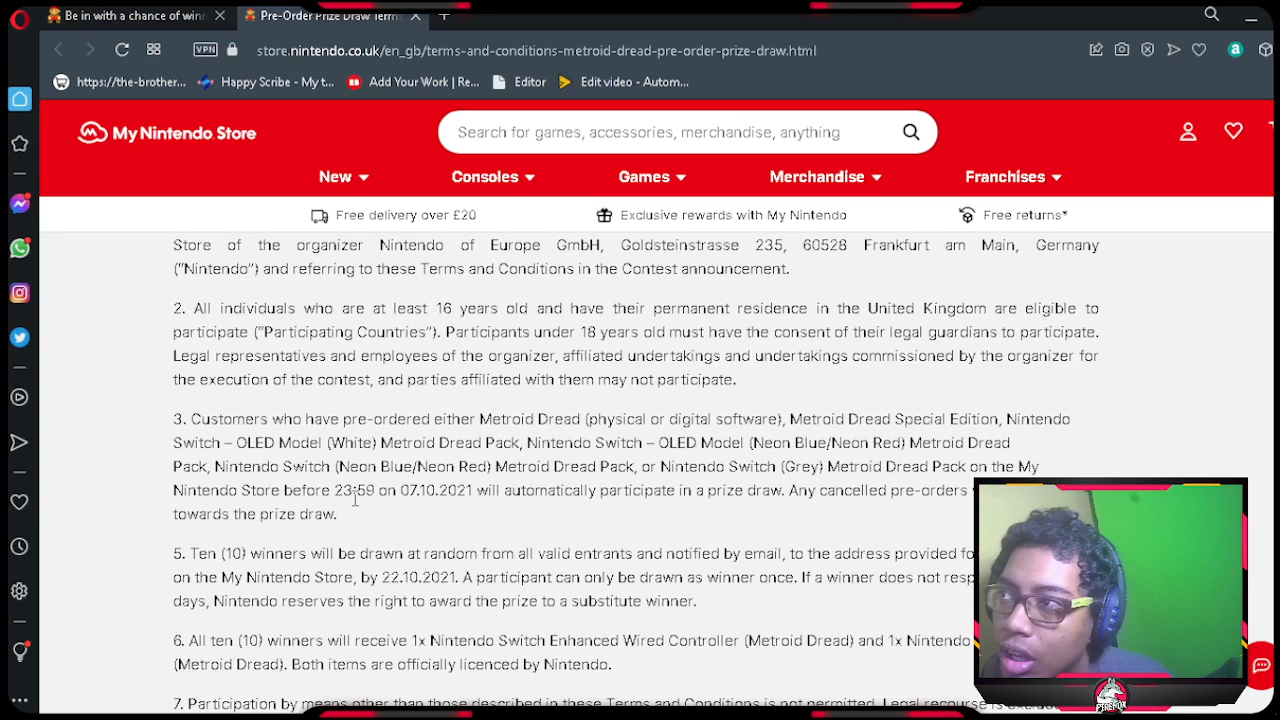 Be in with a chance of winn
Pre-Order Prize Draw Terms
VPN
store.nintendo.co.uk/en_gb/terms-and-conditions-metroid-dread-pre-order-prize-draw.html
https://the-brother...
Happy Scribe - My t...
Add Your Work | Re...
Editor
Edit video - Autom...
My Nintendo Store
Search for games, accessories, merchandise, anything
New
Consoles
Games
Merchandise
Franchises
Free delivery over £20
Exclusive rewards with My Nintendo
Free returns*
Store of the organizer Nintendo of Europe GmbH, Goldsteinstrasse 235, 60528 Frankfurt am Main, Germany
("Nintendo") and referring to these Terms and Conditions in the Contest announcement.
2. All individuals who are at least 16 years old and have their permanent residence in the United Kingdom are eligible to
participate ("Participating Countries"). Participants under 18 years old must have the consent of their legal guardians to participate.
Legal representatives and employees of the organizer, affiliated undertakings and undertakings commissioned by the organizer for
the execution of the contest, and parties affiliated with them may not participate.
3. Customers who have pre-ordered either Metroid Dread (physical or digital software), Metroid Dread Special Edition, Nintendo
Switch – OLED Model (White) Metroid Dread Pack, Nintendo Switch – OLED Model (Neon Blue/Neon Red) Metroid Dread
Pack, Nintendo Switch (Neon Blue/Neon Red) Metroid Dread Pack, or Nintendo Switch (Grey) Metroid Dread Pack on the My
Nintendo Store before 23:59 on 07.10.2021 will automatically participate in a prize draw. Any cancelled pre-orders
towards the prize draw.
5. Ten (10) winners will be drawn at random from all valid entrants and notified by email, to the address provided fo
on the My Nintendo Store, by 22.10.2021. A participant can only be drawn as winner once. If a winner does not resp
days, Nintendo reserves the right to award the prize to a substitute winner.
6. All ten (10) winners will receive 1x Nintendo Switch Enhanced Wired Controller (Metroid Dread) and 1x Nintendo
(Metroid Dread). Both items are officially licenced by Nintendo.
7. Participation by means other than those described in these Terms and Conditions is not permitted. Legal recourse is